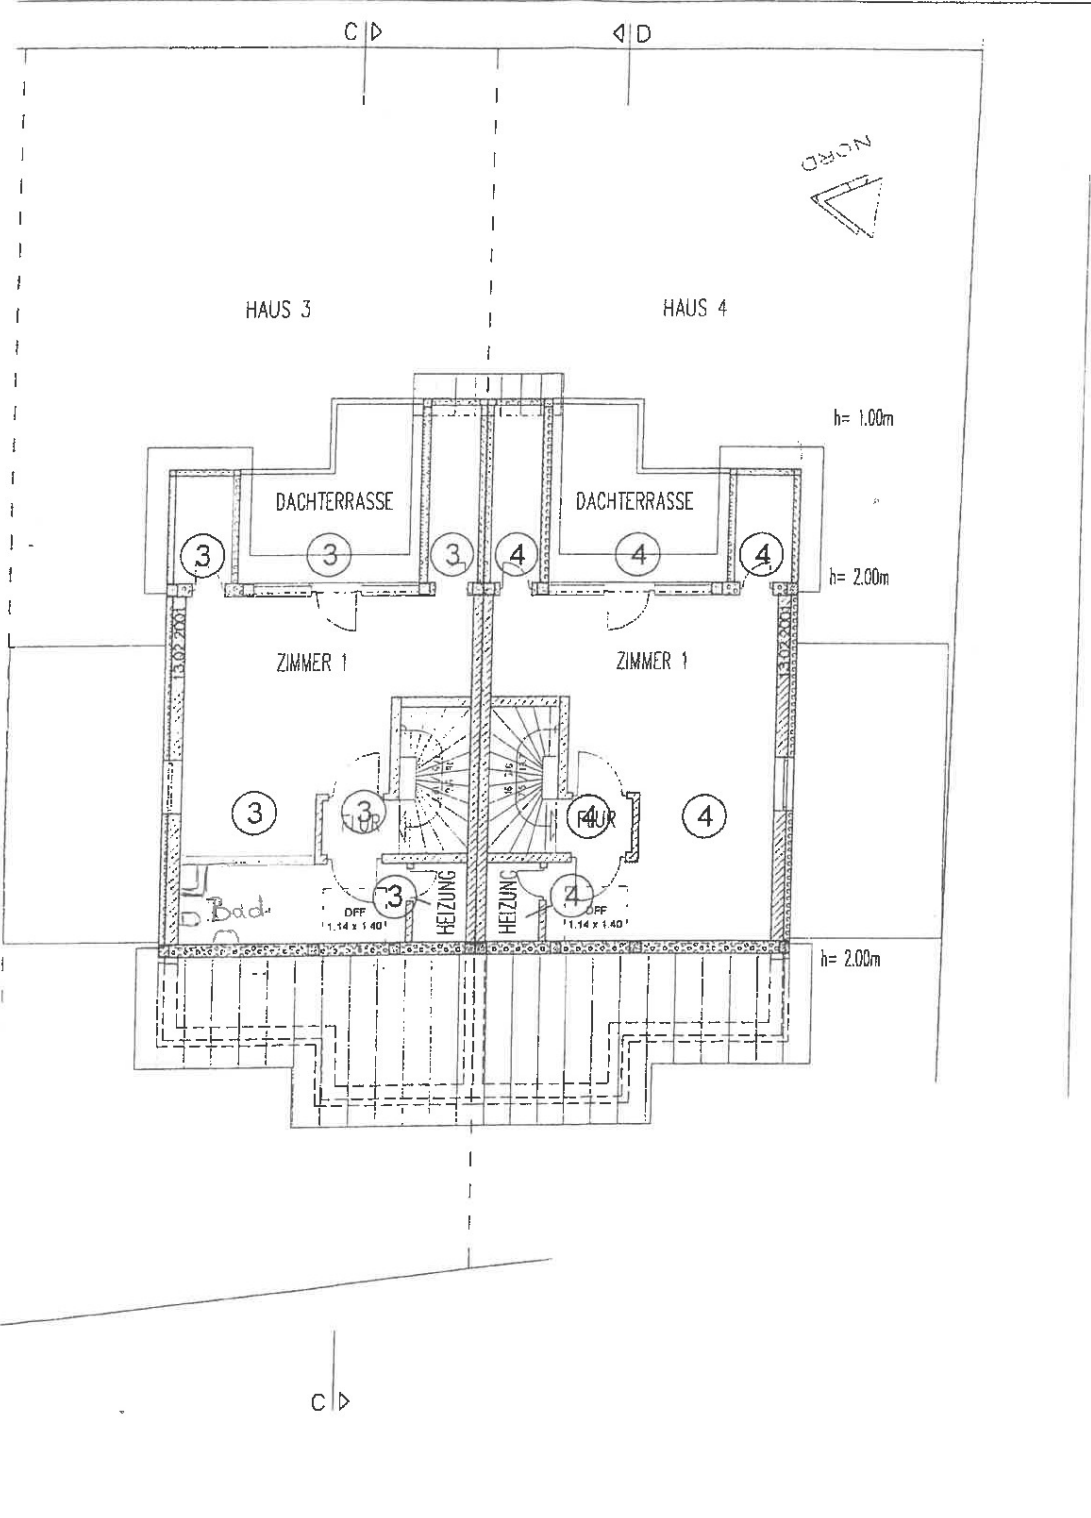 C D
NORD
HAUS 3 HAUS 4
h= 1.00m
DACHTERRASSE DACHTERRASSE
3 3 3 4 4 4
h= 2.00m
13.02.2001 13.02.2001
ZIMMER 1 ZIMMER 1
3 3 4 4
FLUR FLUR
3 HEIZUNG HEIZUNG 4
Bad
DFF DFF
1.14 x 1.40 1.14 x 1.40
h= 2.00m
C